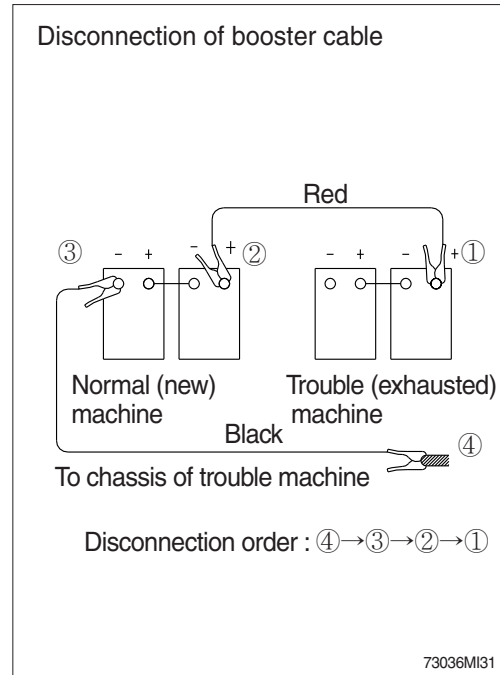 Disconnection of booster cable
Red
③ - + - + ② - + - + ①
Normal (new)
machine
Trouble (exhausted)
machine
Black
④
To chassis of trouble machine
Disconnection order : ④→③→②→①
73036MI31